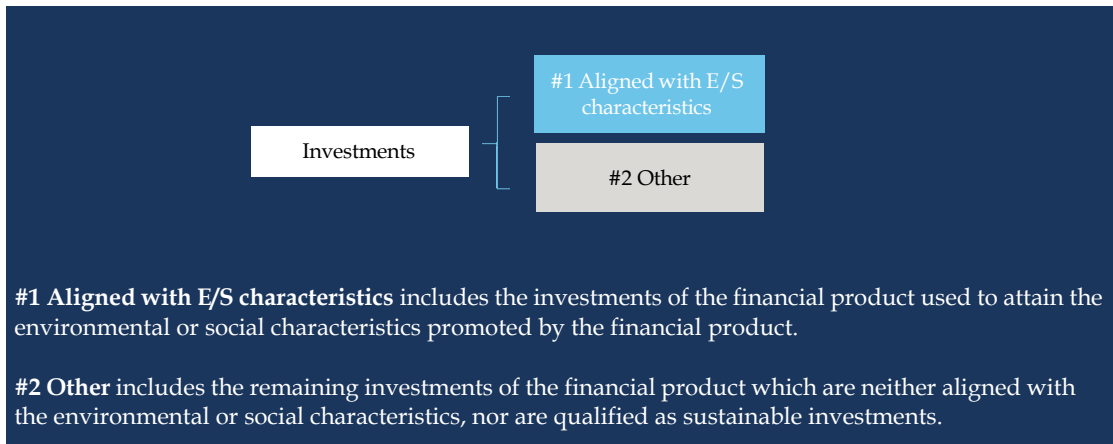 #1 Aligned with E/S
characteristics
Investments
#2 Other
#1 Aligned with E/S characteristics includes the investments of the financial product used to attain the
environmental or social characteristics promoted by the financial product.
#2 Other includes the remaining investments of the financial product which are neither aligned with
the environmental or social characteristics, nor are qualified as sustainable investments.